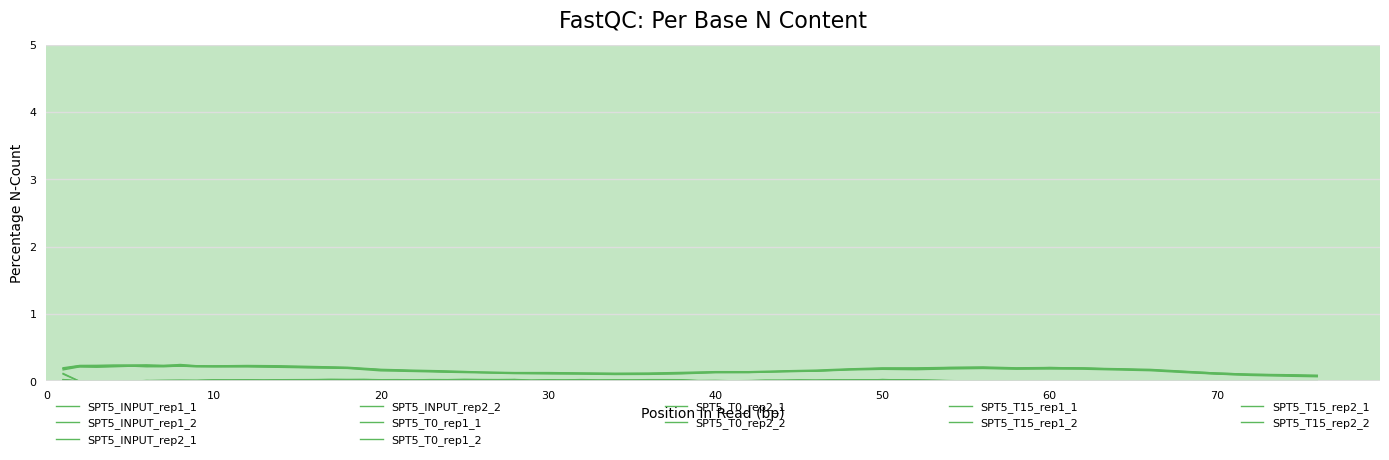 FastQC: Per Base N Content
Percentage N-Count
5
4
3
2
1
0
0 10 20 30 40 50 60 70
Position in Read (bp)
SPT5_INPUT_rep1_1 SPT5_INPUT_rep2_2 SPT5_T0_rep2_1 SPT5_T15_rep1_1 SPT5_T15_rep2_1
SPT5_INPUT_rep1_2 SPT5_T0_rep1_1 SPT5_T0_rep2_2 SPT5_T15_rep1_2 SPT5_T15_rep2_2
SPT5_INPUT_rep2_1 SPT5_T0_rep1_2